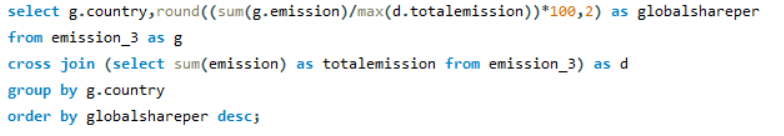 select g.country,round((sum(g.emission)/max(d.totalemission))*100,2) as globalshareper
from emission_3 as g
cross join (select sum(emission) as totalemission from emission_3) as d
group by g.country
order by globalshareper desc;